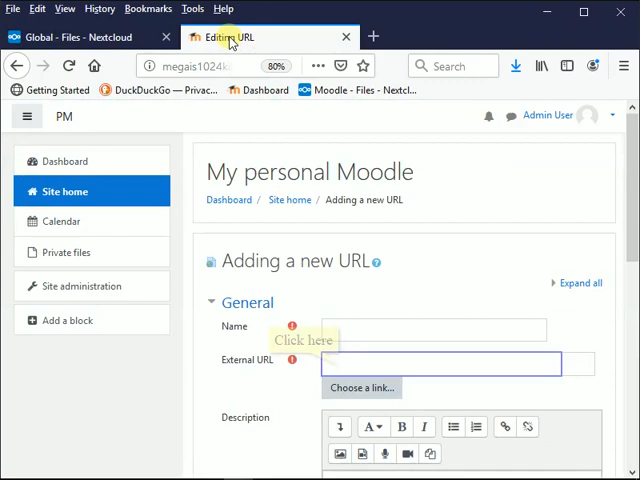 File Edit View History Bookmarks Tools Help
Global - Files - Nextcloud
Editing URL
80%
Search
Getting Started DuckDuckGo — Privac... Dashboard Moodle - Files - Nextcl...
PM
Admin User
Dashboard
Site home
Calendar
Private files
Site administration
Add a block
My personal Moodle
Dashboard / Site home / Adding a new URL
Adding a new URL
Expand all
General
Name
Click here
External URL
Choose a link...
Description
A B I